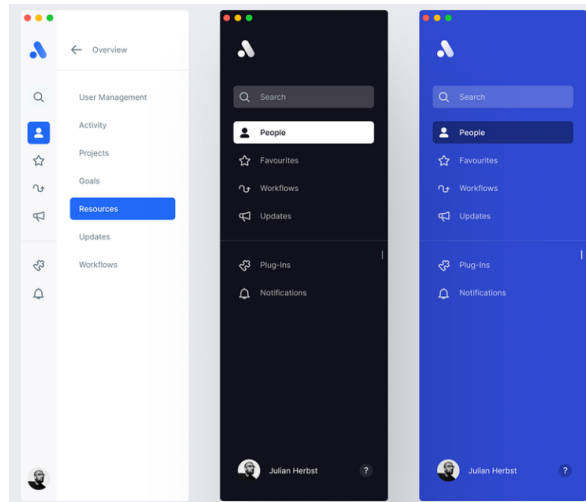 Overview
User Management
Activity
Projects
Goals
Resources
Updates
Workflows
Search
People
Favourites
Workflows
Updates
Plug-Ins
Notifications
Julian Herbst
?
Search
People
Favourites
Workflows
Updates
Plug-Ins
Notifications
Julian Herbst
?